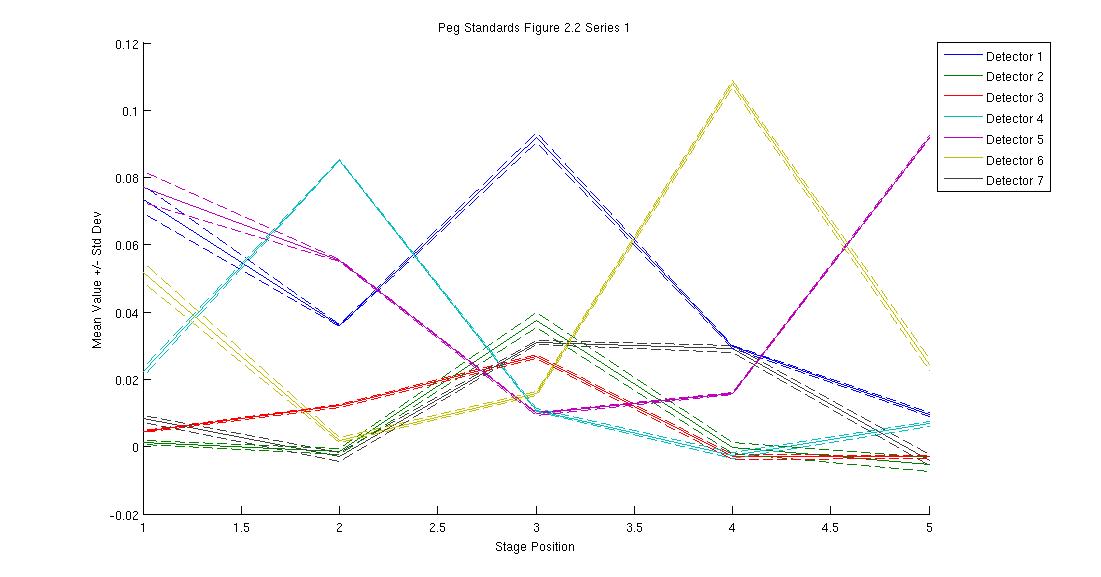 Peg Standards Figure 2.2 Series 1
0.12
0.1
0.08
0.06
0.04
0.02
0
-0.02
Mean Value +/- Std Dev
1 1.5 2 2.5 3 3.5 4 4.5 5
Stage Position
Detector 1
Detector 2
Detector 3
Detector 4
Detector 5
Detector 6
Detector 7